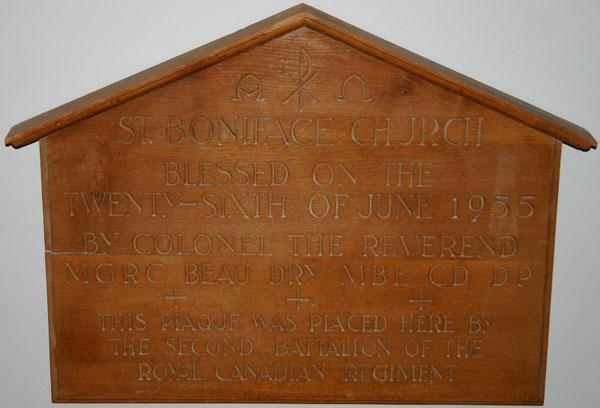 Α ☧ Ω
ST. BONIFACE CHURCH
BLESSED ON THE
TWENTY-SIXTH OF JUNE 1955
BY COLONEL THE REVEREND
M.G.R.C. BEAUDRY MBE CD DP
THIS PLAQUE WAS PLACED HERE BY
THE SECOND BATTALION OF THE
ROYAL CANADIAN REGIMENT